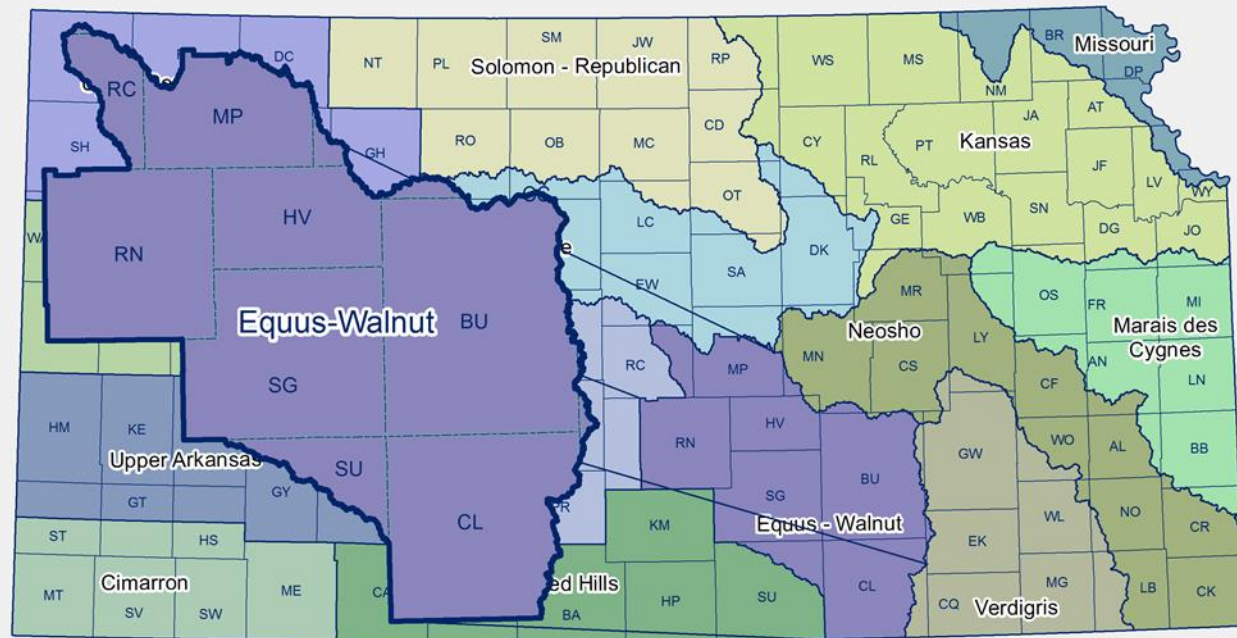 BR
Missouri
DC
SM
JW
RP
NT
PL
Solomon - Republican
WS
MS
DP
RC
NM
MP
AT
JA
CD
SH
GH
RO
OB
MC
CY
RL
PT
Kansas
JF
LV
WY
OT
HV
LC
GE
WB
SN
DG
JO
RN
DK
SA
EW
MR
OS
FR
MI
Neosho
LY
Marais des
Cygnes
Equus-Walnut
BU
RC
MP
MN
CS
AN
LN
SG
CF
HM
KE
HV
RN
WO
AL
BB
Upper Arkansas
SU
GW
GT
GY
SG
BU
CL
KM
Equus - Walnut
WL
NO
CR
ST
HS
EK
Cimarron
MT
SV
SW
ME
CA
BA
HP
SU
CL
CQ
MG
Verdigris
LB
CK